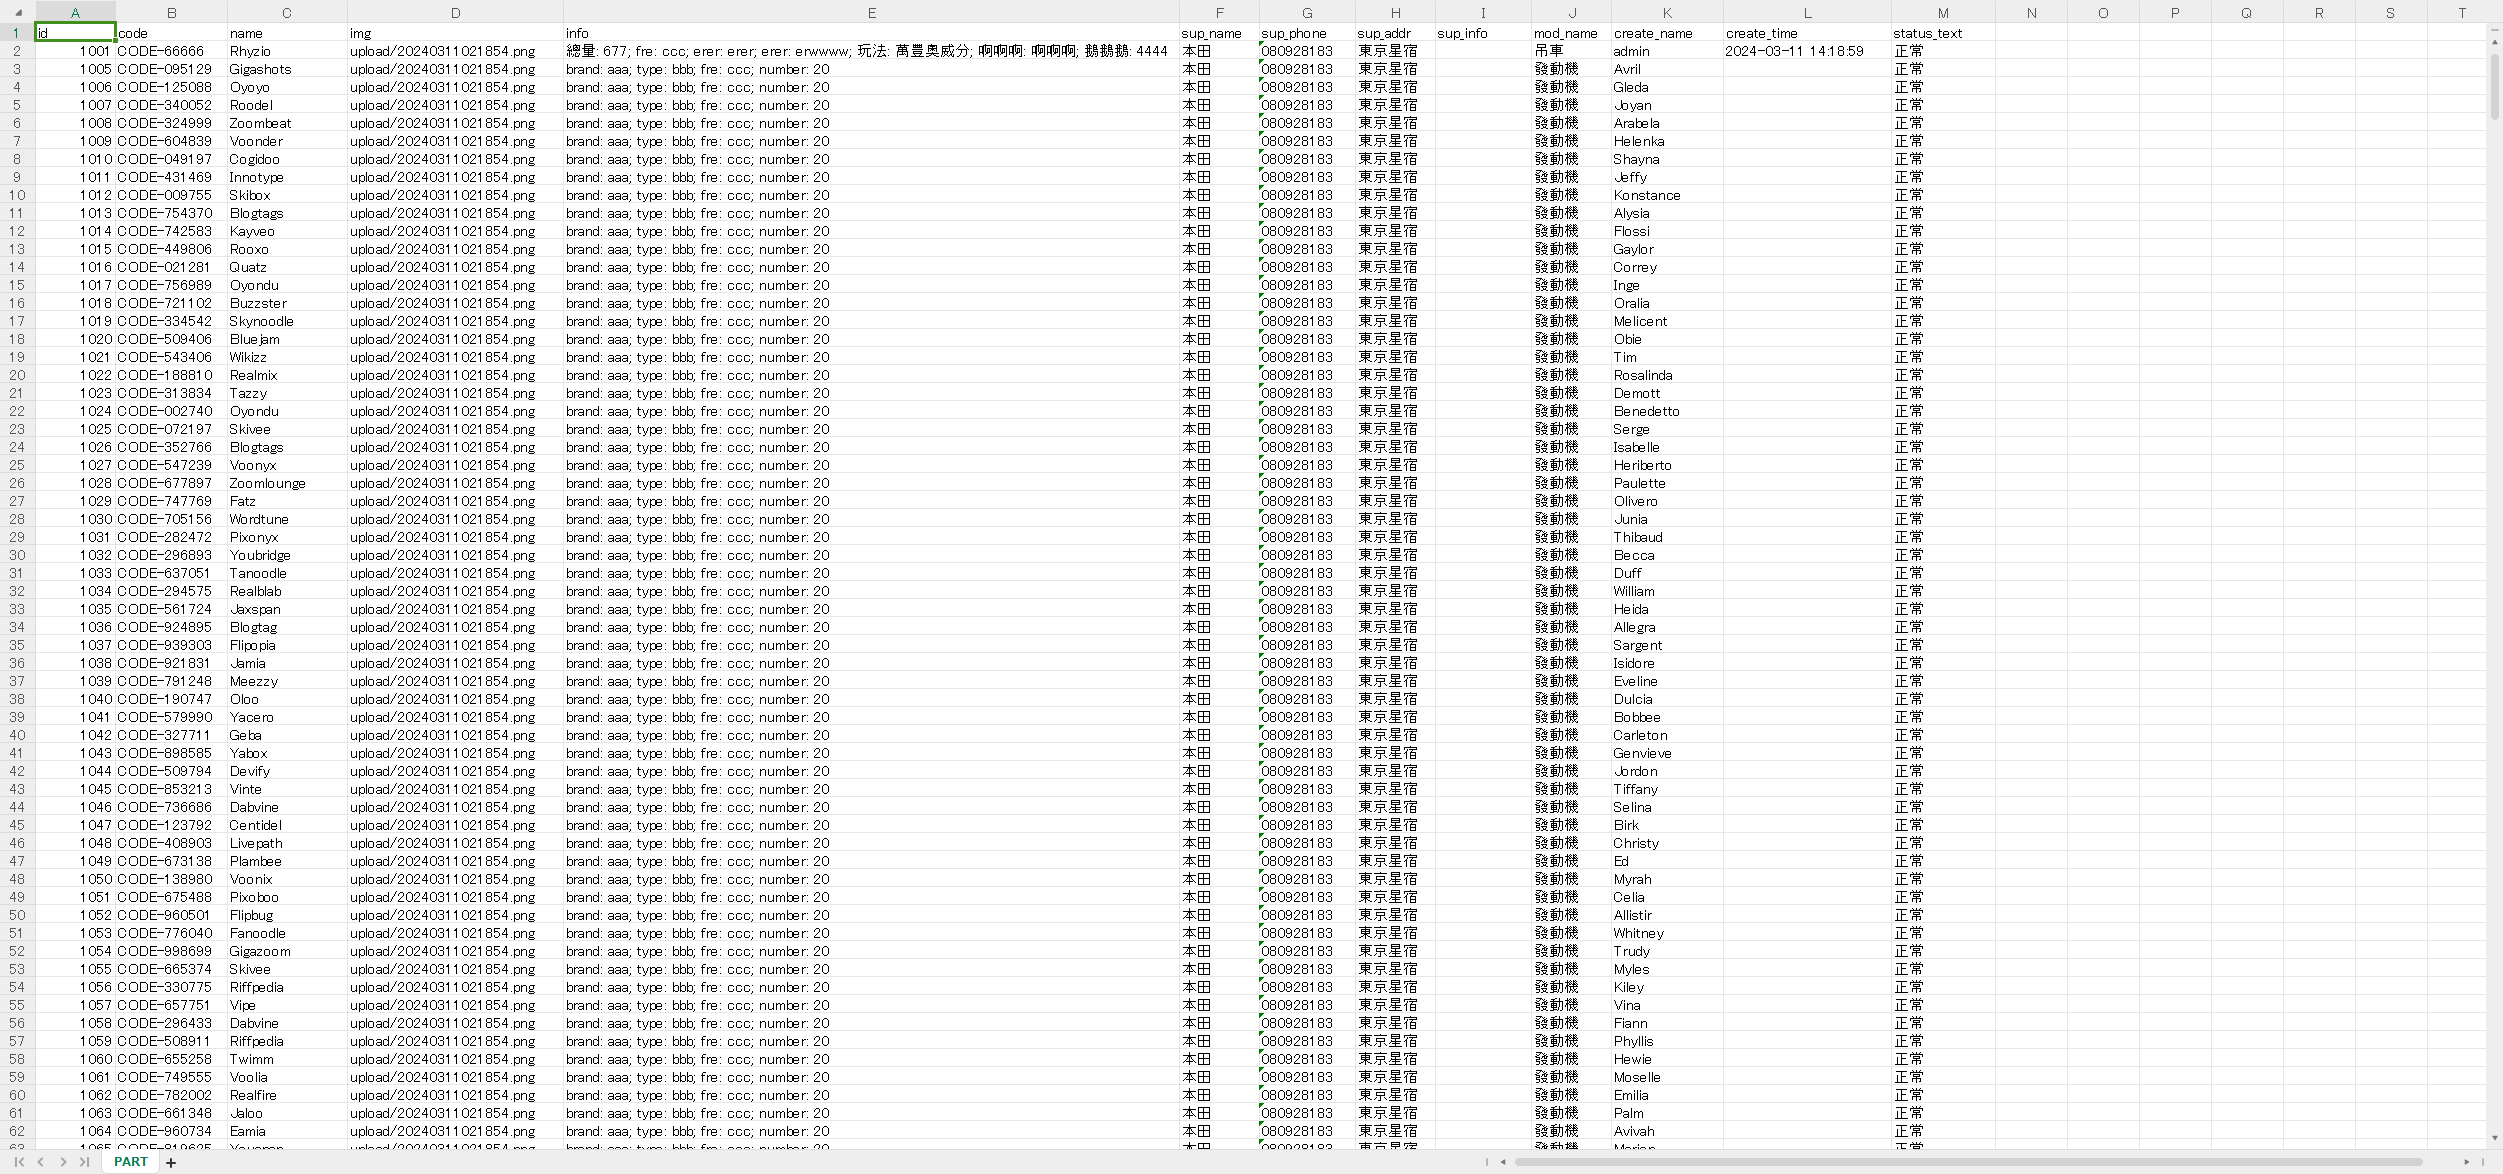 A B C D E F G H I J K L M N O P Q R S T
1 id code name img info sup_name sup_phone sup_addr sup_info mod_name create_name create_time status_text
2 1001 CODE-66666 Rhyzio upload/20240311021854.png 總量: 677; fre: ccc; erer: erer; erer: erwwww; 玩法: 萬豐奧威分; 啊啊啊: 啊啊啊; 鵝鵝鵝: 4444 本田 080928183 東京星宿 吊車 admin 2024-03-11 14:18:59 正常
3 1005 CODE-095129 Gigashots upload/20240311021854.png brand: aaa; type: bbb; fre: ccc; number: 20 本田 080928183 東京星宿 發動機 Avril 正常
4 1006 CODE-125088 Oyoyo upload/20240311021854.png brand: aaa; type: bbb; fre: ccc; number: 20 本田 080928183 東京星宿 發動機 Gleda 正常
5 1007 CODE-340052 Roodel upload/20240311021854.png brand: aaa; type: bbb; fre: ccc; number: 20 本田 080928183 東京星宿 發動機 Joyan 正常
6 1008 CODE-324999 Zoombeat upload/20240311021854.png brand: aaa; type: bbb; fre: ccc; number: 20 本田 080928183 東京星宿 發動機 Arabela 正常
7 1009 CODE-604839 Voonder upload/20240311021854.png brand: aaa; type: bbb; fre: ccc; number: 20 本田 080928183 東京星宿 發動機 Helenka 正常
8 1010 CODE-049197 Cogidoo upload/20240311021854.png brand: aaa; type: bbb; fre: ccc; number: 20 本田 080928183 東京星宿 發動機 Shayna 正常
9 1011 CODE-431469 Innotype upload/20240311021854.png brand: aaa; type: bbb; fre: ccc; number: 20 本田 080928183 東京星宿 發動機 Jeffy 正常
10 1012 CODE-009755 Skibox upload/20240311021854.png brand: aaa; type: bbb; fre: ccc; number: 20 本田 080928183 東京星宿 發動機 Konstance 正常
11 1013 CODE-754370 Blogtags upload/20240311021854.png brand: aaa; type: bbb; fre: ccc; number: 20 本田 080928183 東京星宿 發動機 Alysia 正常
12 1014 CODE-742583 Kayveo upload/20240311021854.png brand: aaa; type: bbb; fre: ccc; number: 20 本田 080928183 東京星宿 發動機 Flossi 正常
13 1015 CODE-449806 Rooxo upload/20240311021854.png brand: aaa; type: bbb; fre: ccc; number: 20 本田 080928183 東京星宿 發動機 Gaylor 正常
14 1016 CODE-021281 Quatz upload/20240311021854.png brand: aaa; type: bbb; fre: ccc; number: 20 本田 080928183 東京星宿 發動機 Correy 正常
15 1017 CODE-756989 Oyondu upload/20240311021854.png brand: aaa; type: bbb; fre: ccc; number: 20 本田 080928183 東京星宿 發動機 Inge 正常
16 1018 CODE-721102 Buzzster upload/20240311021854.png brand: aaa; type: bbb; fre: ccc; number: 20 本田 080928183 東京星宿 發動機 Oralia 正常
17 1019 CODE-334542 Skynoodle upload/20240311021854.png brand: aaa; type: bbb; fre: ccc; number: 20 本田 080928183 東京星宿 發動機 Melicent 正常
18 1020 CODE-509406 Bluejam upload/20240311021854.png brand: aaa; type: bbb; fre: ccc; number: 20 本田 080928183 東京星宿 發動機 Obie 正常
19 1021 CODE-543406 Wikizz upload/20240311021854.png brand: aaa; type: bbb; fre: ccc; number: 20 本田 080928183 東京星宿 發動機 Tim 正常
20 1022 CODE-188810 Realmix upload/20240311021854.png brand: aaa; type: bbb; fre: ccc; number: 20 本田 080928183 東京星宿 發動機 Rosalinda 正常
21 1023 CODE-313834 Tazzy upload/20240311021854.png brand: aaa; type: bbb; fre: ccc; number: 20 本田 080928183 東京星宿 發動機 Demott 正常
22 1024 CODE-002740 Oyondu upload/20240311021854.png brand: aaa; type: bbb; fre: ccc; number: 20 本田 080928183 東京星宿 發動機 Benedetto 正常
23 1025 CODE-072197 Skivee upload/20240311021854.png brand: aaa; type: bbb; fre: ccc; number: 20 本田 080928183 東京星宿 發動機 Serge 正常
24 1026 CODE-352766 Blogtags upload/20240311021854.png brand: aaa; type: bbb; fre: ccc; number: 20 本田 080928183 東京星宿 發動機 Isabelle 正常
25 1027 CODE-547239 Voonyx upload/20240311021854.png brand: aaa; type: bbb; fre: ccc; number: 20 本田 080928183 東京星宿 發動機 Heriberto 正常
26 1028 CODE-677897 Zoomlounge upload/20240311021854.png brand: aaa; type: bbb; fre: ccc; number: 20 本田 080928183 東京星宿 發動機 Paulette 正常
27 1029 CODE-747769 Fatz upload/20240311021854.png brand: aaa; type: bbb; fre: ccc; number: 20 本田 080928183 東京星宿 發動機 Olivero 正常
28 1030 CODE-705156 Wordtune upload/20240311021854.png brand: aaa; type: bbb; fre: ccc; number: 20 本田 080928183 東京星宿 發動機 Junia 正常
29 1031 CODE-282472 Pixonyx upload/20240311021854.png brand: aaa; type: bbb; fre: ccc; number: 20 本田 080928183 東京星宿 發動機 Thibaud 正常
30 1032 CODE-296893 Youbridge upload/20240311021854.png brand: aaa; type: bbb; fre: ccc; number: 20 本田 080928183 東京星宿 發動機 Becca 正常
31 1033 CODE-637051 Tanoodle upload/20240311021854.png brand: aaa; type: bbb; fre: ccc; number: 20 本田 080928183 東京星宿 發動機 Duff 正常
32 1034 CODE-294575 Realblab upload/20240311021854.png brand: aaa; type: bbb; fre: ccc; number: 20 本田 080928183 東京星宿 發動機 William 正常
33 1035 CODE-561724 Jaxspan upload/20240311021854.png brand: aaa; type: bbb; fre: ccc; number: 20 本田 080928183 東京星宿 發動機 Heida 正常
34 1036 CODE-924895 Blogtag upload/20240311021854.png brand: aaa; type: bbb; fre: ccc; number: 20 本田 080928183 東京星宿 發動機 Allegra 正常
35 1037 CODE-939303 Flipopia upload/20240311021854.png brand: aaa; type: bbb; fre: ccc; number: 20 本田 080928183 東京星宿 發動機 Sargent 正常
36 1038 CODE-921831 Jamia upload/20240311021854.png brand: aaa; type: bbb; fre: ccc; number: 20 本田 080928183 東京星宿 發動機 Isidore 正常
37 1039 CODE-791248 Meezzy upload/20240311021854.png brand: aaa; type: bbb; fre: ccc; number: 20 本田 080928183 東京星宿 發動機 Eveline 正常
38 1040 CODE-190747 Oloo upload/20240311021854.png brand: aaa; type: bbb; fre: ccc; number: 20 本田 080928183 東京星宿 發動機 Dulcia 正常
39 1041 CODE-579990 Yacero upload/20240311021854.png brand: aaa; type: bbb; fre: ccc; number: 20 本田 080928183 東京星宿 發動機 Bobbee 正常
40 1042 CODE-327711 Geba upload/20240311021854.png brand: aaa; type: bbb; fre: ccc; number: 20 本田 080928183 東京星宿 發動機 Carleton 正常
41 1043 CODE-898585 Yabox upload/20240311021854.png brand: aaa; type: bbb; fre: ccc; number: 20 本田 080928183 東京星宿 發動機 Genvieve 正常
42 1044 CODE-509794 Devify upload/20240311021854.png brand: aaa; type: bbb; fre: ccc; number: 20 本田 080928183 東京星宿 發動機 Jordon 正常
43 1045 CODE-853213 Vinte upload/20240311021854.png brand: aaa; type: bbb; fre: ccc; number: 20 本田 080928183 東京星宿 發動機 Tiffany 正常
44 1046 CODE-736686 Dabvine upload/20240311021854.png brand: aaa; type: bbb; fre: ccc; number: 20 本田 080928183 東京星宿 發動機 Selina 正常
45 1047 CODE-123792 Centidel upload/20240311021854.png brand: aaa; type: bbb; fre: ccc; number: 20 本田 080928183 東京星宿 發動機 Birk 正常
46 1048 CODE-408903 Livepath upload/20240311021854.png brand: aaa; type: bbb; fre: ccc; number: 20 本田 080928183 東京星宿 發動機 Christy 正常
47 1049 CODE-673138 Plambee upload/20240311021854.png brand: aaa; type: bbb; fre: ccc; number: 20 本田 080928183 東京星宿 發動機 Ed 正常
48 1050 CODE-138980 Voonix upload/20240311021854.png brand: aaa; type: bbb; fre: ccc; number: 20 本田 080928183 東京星宿 發動機 Myrah 正常
49 1051 CODE-675488 Pixoboo upload/20240311021854.png brand: aaa; type: bbb; fre: ccc; number: 20 本田 080928183 東京星宿 發動機 Celia 正常
50 1052 CODE-960501 Flipbug upload/20240311021854.png brand: aaa; type: bbb; fre: ccc; number: 20 本田 080928183 東京星宿 發動機 Allistir 正常
51 1053 CODE-776040 Fanoodle upload/20240311021854.png brand: aaa; type: bbb; fre: ccc; number: 20 本田 080928183 東京星宿 發動機 Whitney 正常
52 1054 CODE-998699 Gigazoom upload/20240311021854.png brand: aaa; type: bbb; fre: ccc; number: 20 本田 080928183 東京星宿 發動機 Trudy 正常
53 1055 CODE-665374 Skivee upload/20240311021854.png brand: aaa; type: bbb; fre: ccc; number: 20 本田 080928183 東京星宿 發動機 Myles 正常
54 1056 CODE-330775 Riffpedia upload/20240311021854.png brand: aaa; type: bbb; fre: ccc; number: 20 本田 080928183 東京星宿 發動機 Kiley 正常
55 1057 CODE-657751 Vipe upload/20240311021854.png brand: aaa; type: bbb; fre: ccc; number: 20 本田 080928183 東京星宿 發動機 Vina 正常
56 1058 CODE-296433 Dabvine upload/20240311021854.png brand: aaa; type: bbb; fre: ccc; number: 20 本田 080928183 東京星宿 發動機 Fiann 正常
57 1059 CODE-508911 Riffpedia upload/20240311021854.png brand: aaa; type: bbb; fre: ccc; number: 20 本田 080928183 東京星宿 發動機 Phyllis 正常
58 1060 CODE-655258 Twimm upload/20240311021854.png brand: aaa; type: bbb; fre: ccc; number: 20 本田 080928183 東京星宿 發動機 Hewie 正常
59 1061 CODE-749555 Voolia upload/20240311021854.png brand: aaa; type: bbb; fre: ccc; number: 20 本田 080928183 東京星宿 發動機 Moselle 正常
60 1062 CODE-782002 Realfire upload/20240311021854.png brand: aaa; type: bbb; fre: ccc; number: 20 本田 080928183 東京星宿 發動機 Emilia 正常
61 1063 CODE-661348 Jaloo upload/20240311021854.png brand: aaa; type: bbb; fre: ccc; number: 20 本田 080928183 東京星宿 發動機 Palm 正常
62 1064 CODE-960734 Eamia upload/20240311021854.png brand: aaa; type: bbb; fre: ccc; number: 20 本田 080928183 東京星宿 發動機 Avivah 正常
PART